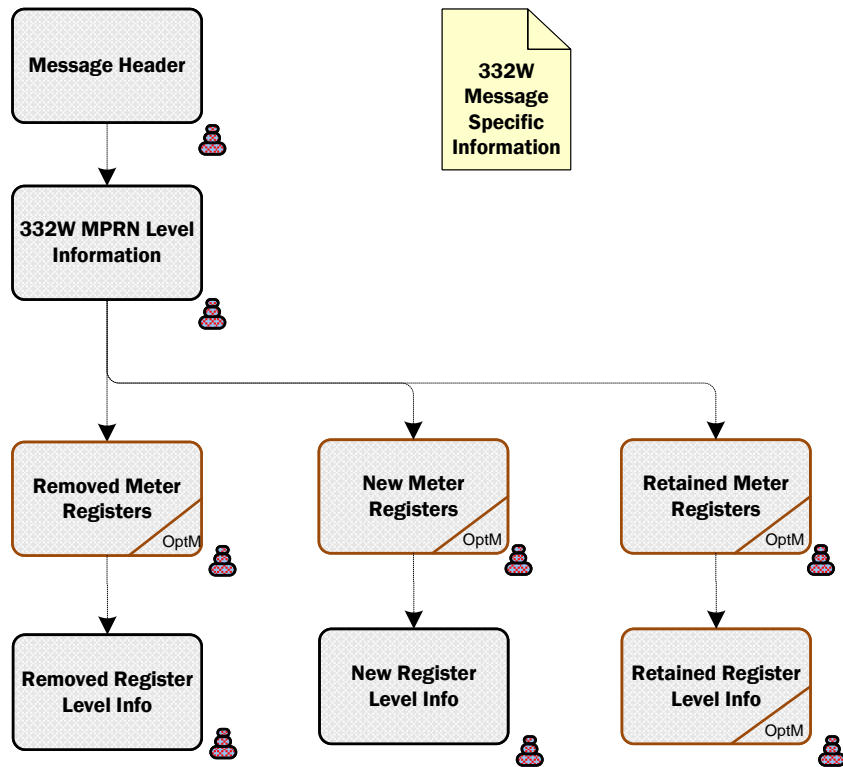 Message Header
332W
Message
Specific
Information
332W MPRN Level
Information
Removed Meter
Registers
OptM
New Meter
Registers
OptM
Retained Meter
Registers
OptM
Removed Register
Level Info
New Register
Level Info
Retained Register
Level Info
OptM